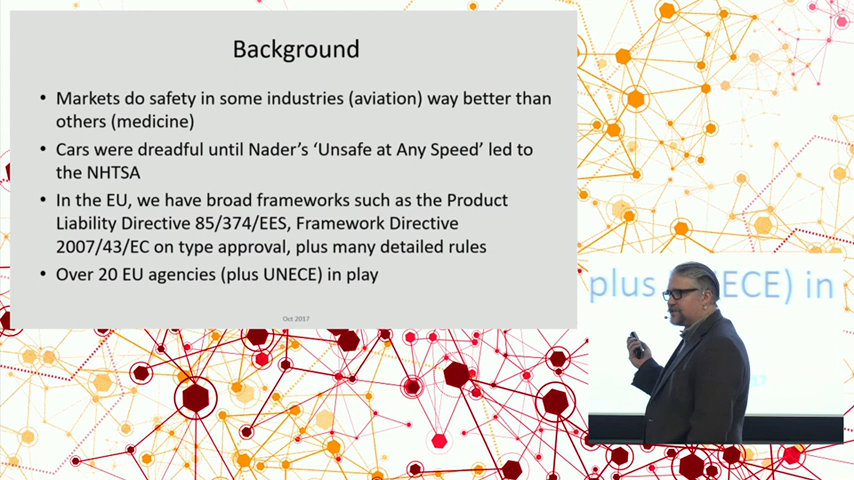 Background
• Markets do safety in some industries (aviation) way better than
others (medicine)
• Cars were dreadful until Nader's 'Unsafe at Any Speed' led to
the NHTSA
• In the EU, we have broad frameworks such as the Product
Liability Directive 85/374/EES, Framework Directive
2007/43/EC on type approval, plus many detailed rules
• Over 20 EU agencies (plus UNECE) in play
Oct 2017
plus UNECE) in